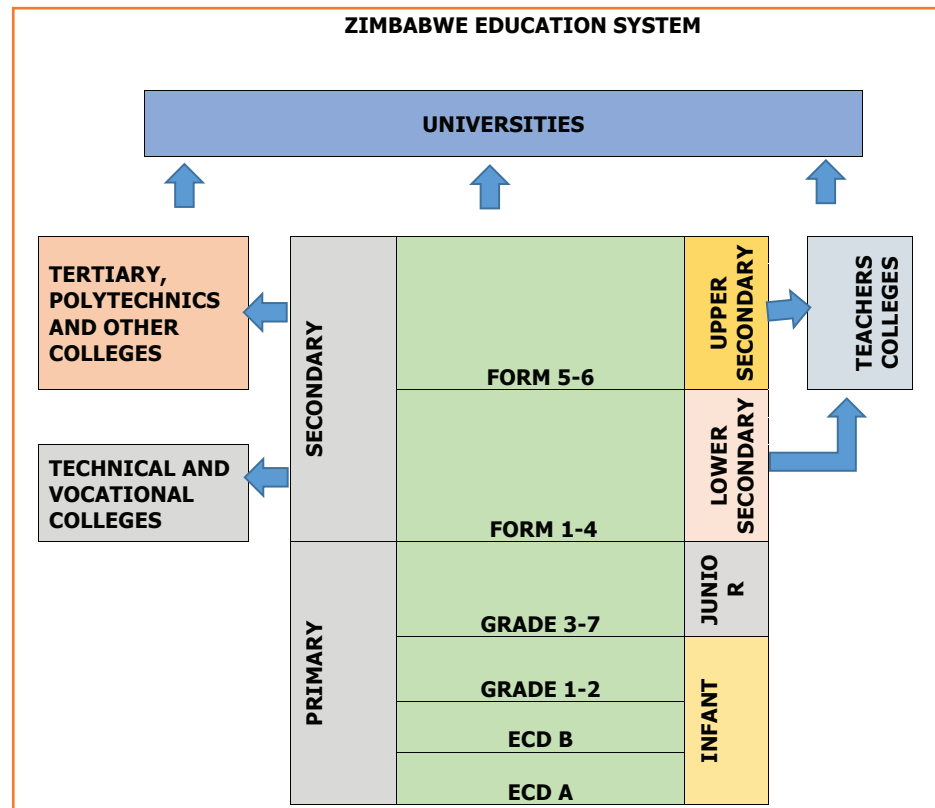 ZIMBABWE EDUCATION SYSTEM
UNIVERSITIES
TERTIARY,
POLYTECHNICS
AND OTHER
COLLEGES
TECHNICAL AND
VOCATIONAL
COLLEGES
SECONDARY
PRIMARY
FORM 5-6
FORM 1-4
GRADE 3-7
GRADE 1-2
ECD B
ECD A
UPPER
SECONDARY
LOWER
SECONDARY
JUNIO
R
INFANT
TEACHERS
COLLEGES